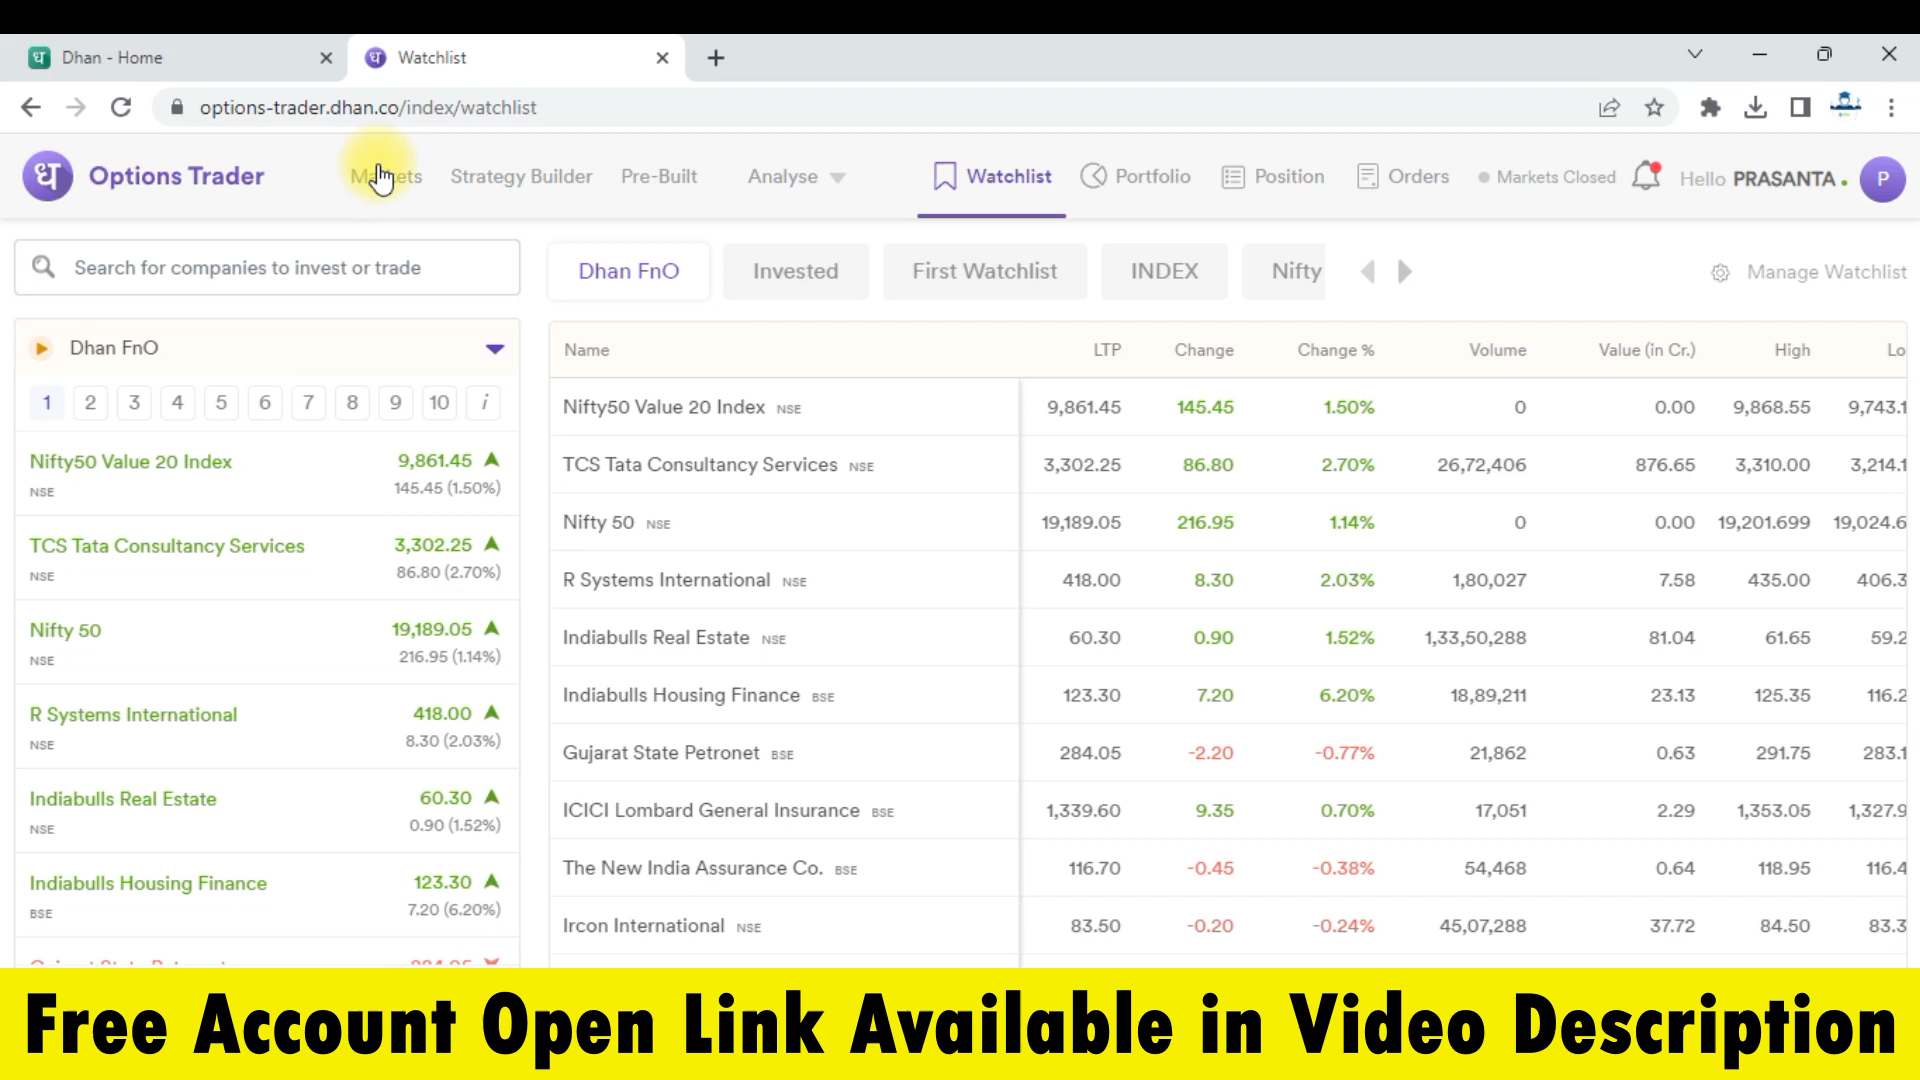 ध Dhan - Home
ध Watchlist
options-trader.dhan.co/index/watchlist
ध Options Trader
Markets Strategy Builder Pre-Built Analyse Watchlist Portfolio Position Orders Markets Closed Hello PRASANTA. P
Search for companies to invest or trade
Dhan FnO Invested First Watchlist INDEX Nifty Manage Watchlist
Dhan FnO
1 2 3 4 5 6 7 8 9 10 i
Nifty50 Value 20 Index 9,861.45
NSE 145.45 (1.50%)
TCS Tata Consultancy Services 3,302.25
NSE 86.80 (2.70%)
Nifty 50 19,189.05
NSE 216.95 (1.14%)
R Systems International 418.00
NSE 8.30 (2.03%)
Indiabulls Real Estate 60.30
NSE 0.90 (1.52%)
Indiabulls Housing Finance 123.30
BSE 7.20 (6.20%)
Name LTP Change Change % Volume Value (in Cr.) High Lo
Nifty50 Value 20 Index NSE 9,861.45 145.45 1.50% 0 0.00 9,868.55 9,743.1
TCS Tata Consultancy Services NSE 3,302.25 86.80 2.70% 26,72,406 876.65 3,310.00 3,214.1
Nifty 50 NSE 19,189.05 216.95 1.14% 0 0.00 19,201.699 19,024.6
R Systems International NSE 418.00 8.30 2.03% 1,80,027 7.58 435.00 406.3
Indiabulls Real Estate NSE 60.30 0.90 1.52% 1,33,50,288 81.04 61.65 59.2
Indiabulls Housing Finance BSE 123.30 7.20 6.20% 18,89,211 23.13 125.35 116.2
Gujarat State Petronet BSE 284.05 -2.20 -0.77% 21,862 0.63 291.75 283.1
ICICI Lombard General Insurance BSE 1,339.60 9.35 0.70% 17,051 2.29 1,353.05 1,327.9
The New India Assurance Co. BSE 116.70 -0.45 -0.38% 54,468 0.64 118.95 116.4
Ircon International NSE 83.50 -0.20 -0.24% 45,07,288 37.72 84.50 83.3
Free Account Open Link Available in Video Description